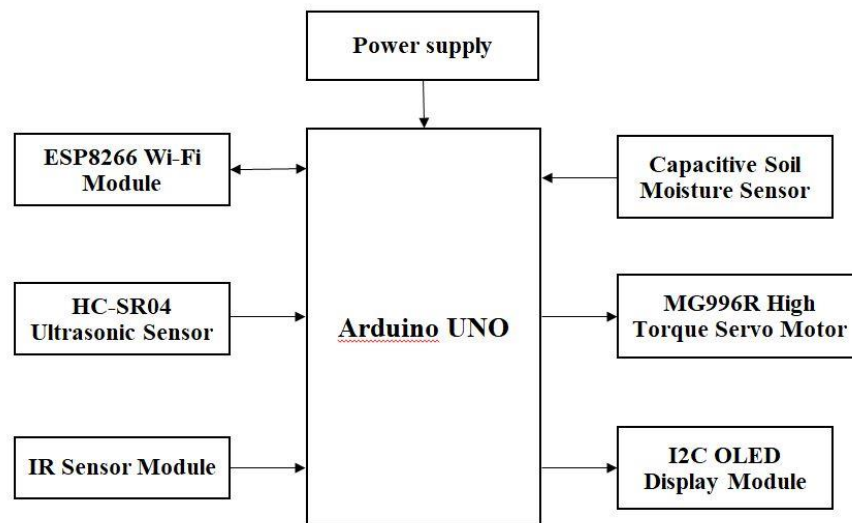 Power supply
ESP8266 Wi-Fi
Module
Capacitive Soil
Moisture Sensor
HC-SR04
Ultrasonic Sensor
Arduino UNO
MG996R High
Torque Servo Motor
IR Sensor Module
I2C OLED
Display Module